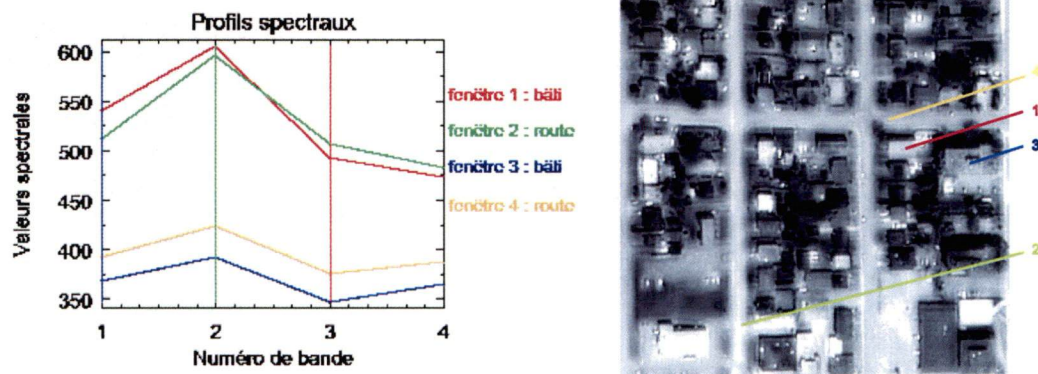 Profils spectraux
600
550
500
450
400
350
Valeurs spectrales
1 2 3 4
Numéro de bande
fenêtre 1 : bâti
fenêtre 2 : route
fenêtre 3 : bâti
fenêtre 4 : route
4
1
3
2